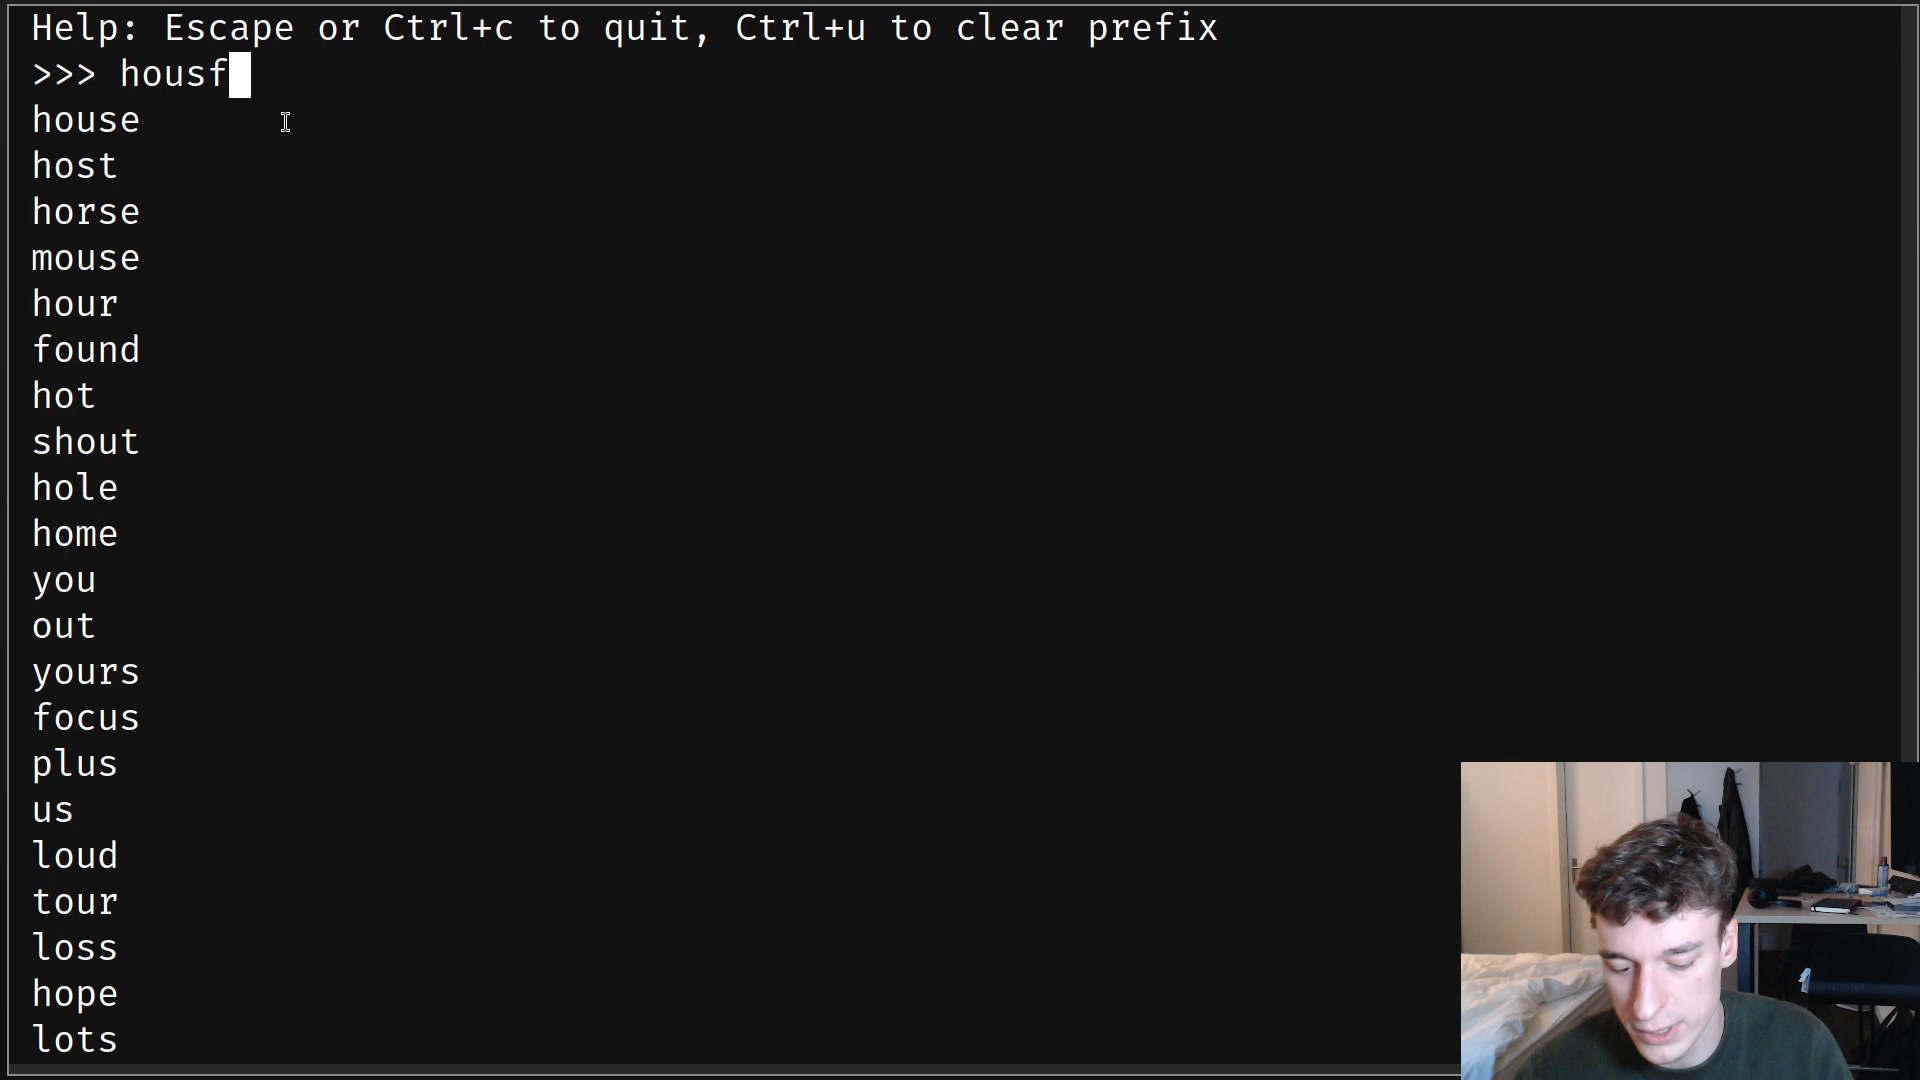 Help: Escape or Ctrl+c to quit, Ctrl+u to clear prefix
>>> housf
house
host
horse
mouse
hour
found
hot
shout
hole
home
you
out
yours
focus
plus
us
loud
tour
loss
hope
lots